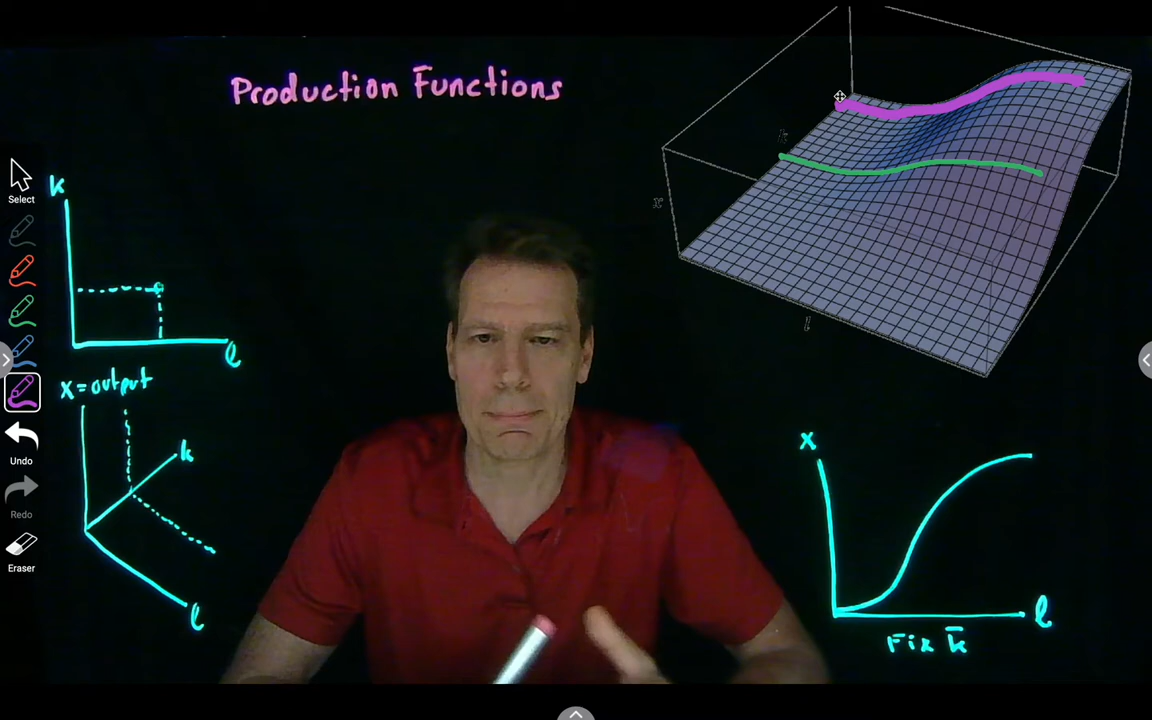 Production Functions
k
x
l
Select
k
l
x = output
k
l
Undo
Redo
Eraser
x
l
Fix k̄